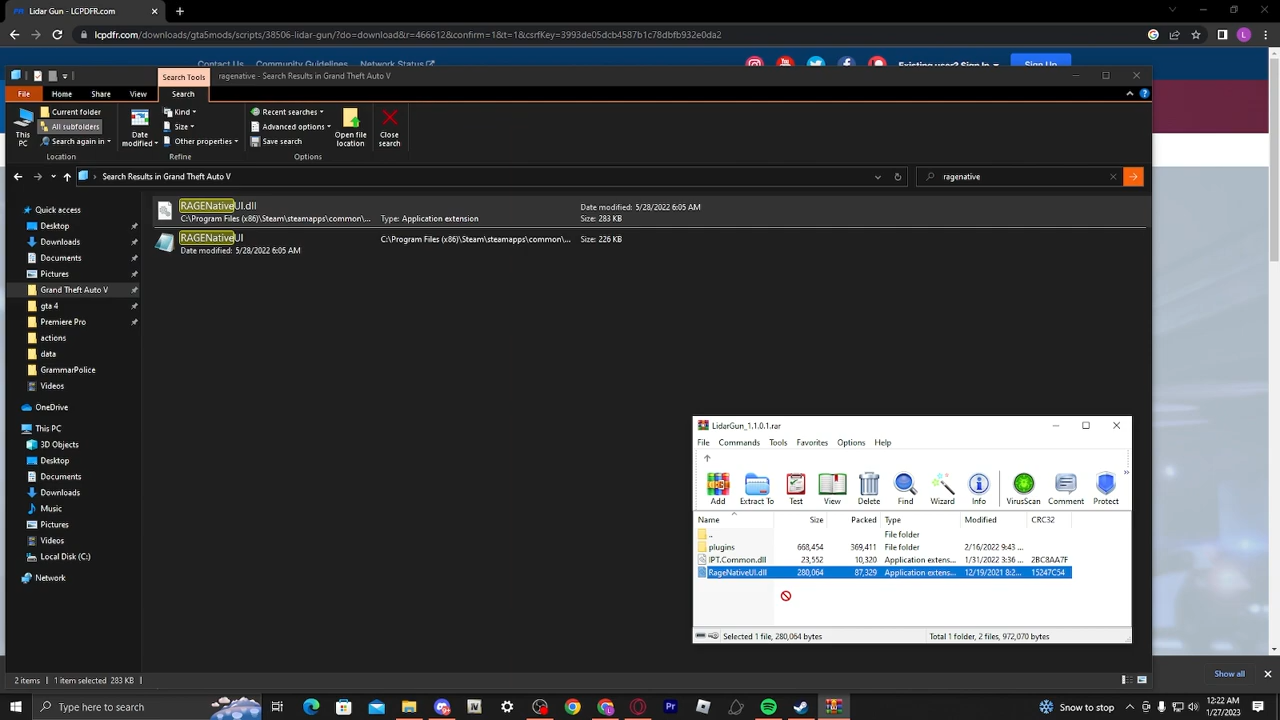 Lidar Gun - LCPDFR.com
lcpdfr.com/downloads/gta5mods/scripts/38506-lidar-gun/?do=download&r=466612&confirm=1&t=1&csrfKey=3993de05dcb4587b1c78dbfb932e0da2
Contact Us Community Guidelines Network Status
Existing user? Sign In
Sign Up
Search Tools
ragenative - Search Results in Grand Theft Auto V
File Home Share View Search
This PC
Current folder
All subfolders
Search again in
Location
Date modified
Kind
Size
Other properties
Refine
Recent searches
Advanced options
Save search
Options
Open file location
Close search
Search Results in Grand Theft Auto V
ragenative
Quick access
Desktop
Downloads
Documents
Pictures
Grand Theft Auto V
gta 4
Premiere Pro
actions
data
GrammarPolice
Videos
OneDrive
This PC
3D Objects
Desktop
Documents
Downloads
Music
Pictures
Videos
Local Disk (C:)
Network
RAGENativeUI.dll
C:\Program Files (x86)\Steam\steamapps\common\...
Type: Application extension
Date modified: 5/28/2022 6:05 AM
Size: 283 KB
RAGENativeUI
Date modified: 5/28/2022 6:05 AM
C:\Program Files (x86)\Steam\steamapps\common\...
Size: 226 KB
LidarGun_1.1.0.1.rar
File Commands Tools Favorites Options Help
Add Extract To Test View Delete Find Wizard Info VirusScan Comment Protect
Name Size Packed Type Modified CRC32
.. File folder
plugins 668,454 369,411 File folder 2/16/2022 9:43 ...
IPT.Common.dll 23,552 10,320 Application extens... 1/31/2022 3:36 ... 2BC8AA7F
RageNativeUI.dll 280,064 87,329 Application extens... 12/19/2021 8:2... 15247C54
Selected 1 file, 280,064 bytes
Total 1 folder, 2 files, 972,070 bytes
2 items 1 item selected 283 KB
Show all
Type here to search
Snow to stop
12:22 AM
1/27/2023